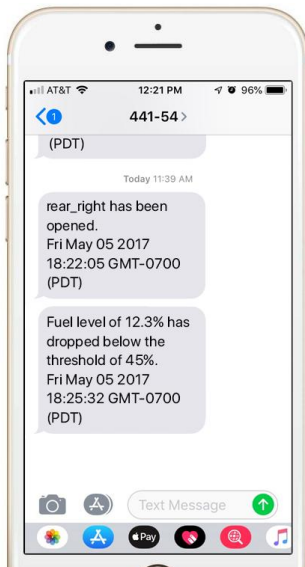 AT&T 12:21 PM 96%
1 441-54 >
(PDT)
Today 11:39 AM
rear_right has been
opened.
Fri May 05 2017
18:22:05 GMT-0700
(PDT)
Fuel level of 12.3% has
dropped below the
threshold of 45%.
Fri May 05 2017
18:25:32 GMT-0700
(PDT)
Text Message
Pay